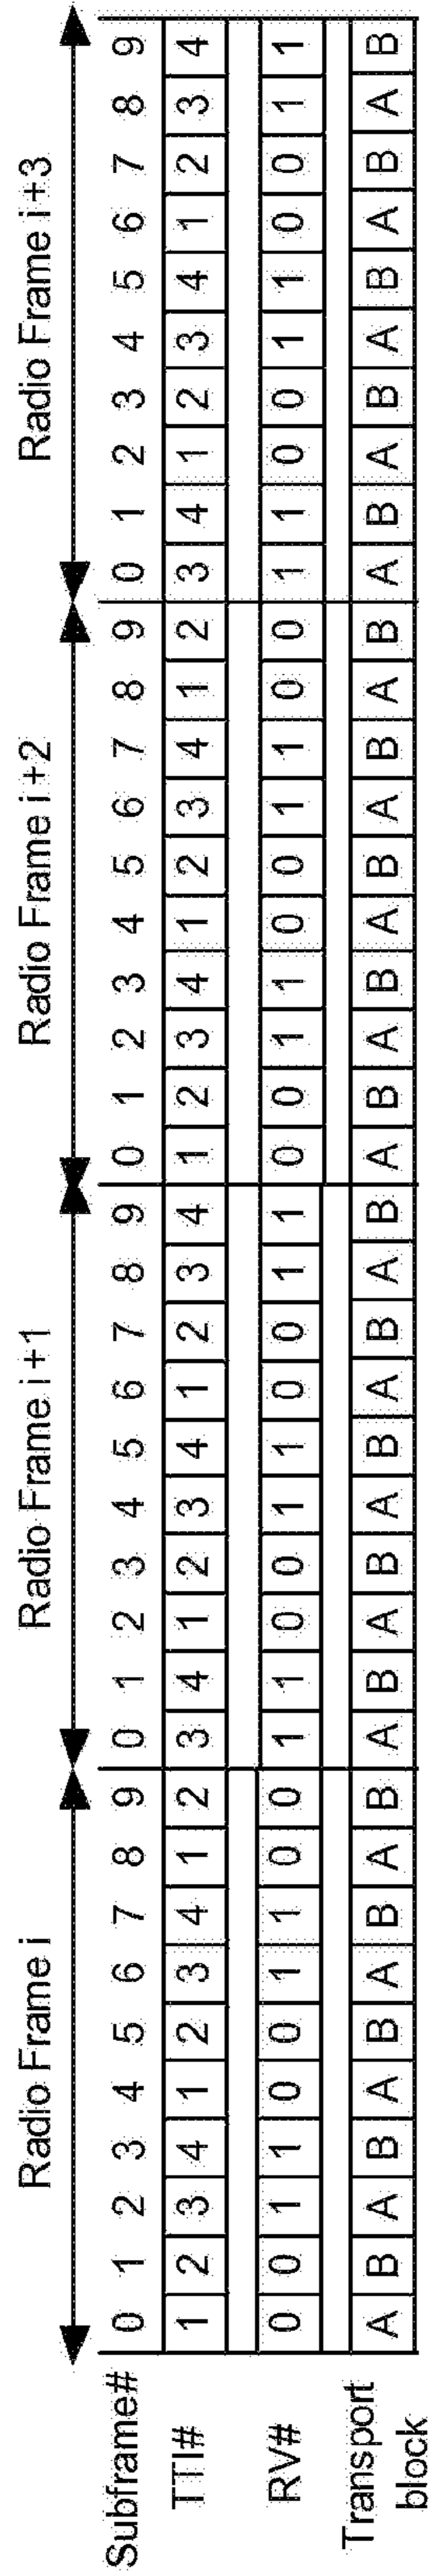 Radio Frame i Radio Frame i+1 Radio Frame i+2 Radio Frame i+3
Subframe# 0 1 2 3 4 5 6 7 8 9 0 1 2 3 4 5 6 7 8 9 0 1 2 3 4 5 6 7 8 9 0 1 2 3 4 5 6 7 8 9
TTI# 1 2 3 4 1 2 3 4 1 2 3 4 1 2 3 4 1 2 3 4 1 2 3 4 1 2 3 4 1 2 3 4 1 2 3 4 1 2 3 4
RV# 0 0 1 1 0 0 1 1 0 0 1 1 0 0 1 1 0 0 1 1 0 0 1 1 0 0 1 1 0 0 1 1 0 0 1 1 0 0 1 1
Transport
block A B A B A B A B A B A B A B A B A B A B A B A B A B A B A B A B A B A B A B A B